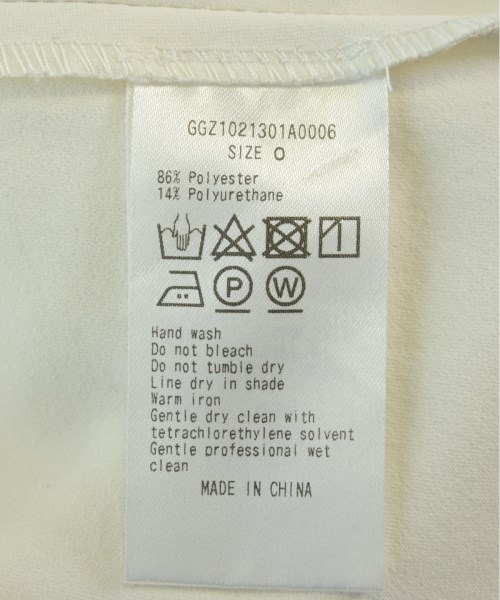 GGZ1021301A0006
SIZE 0
86% Polyester
14% Polyurethane
P W
Hand wash
Do not bleach
Do not tumble dry
Line dry in shade
Warm iron
Gentle dry clean with
tetrachlorethylene solvent
Gentle professional wet
clean
MADE IN CHINA